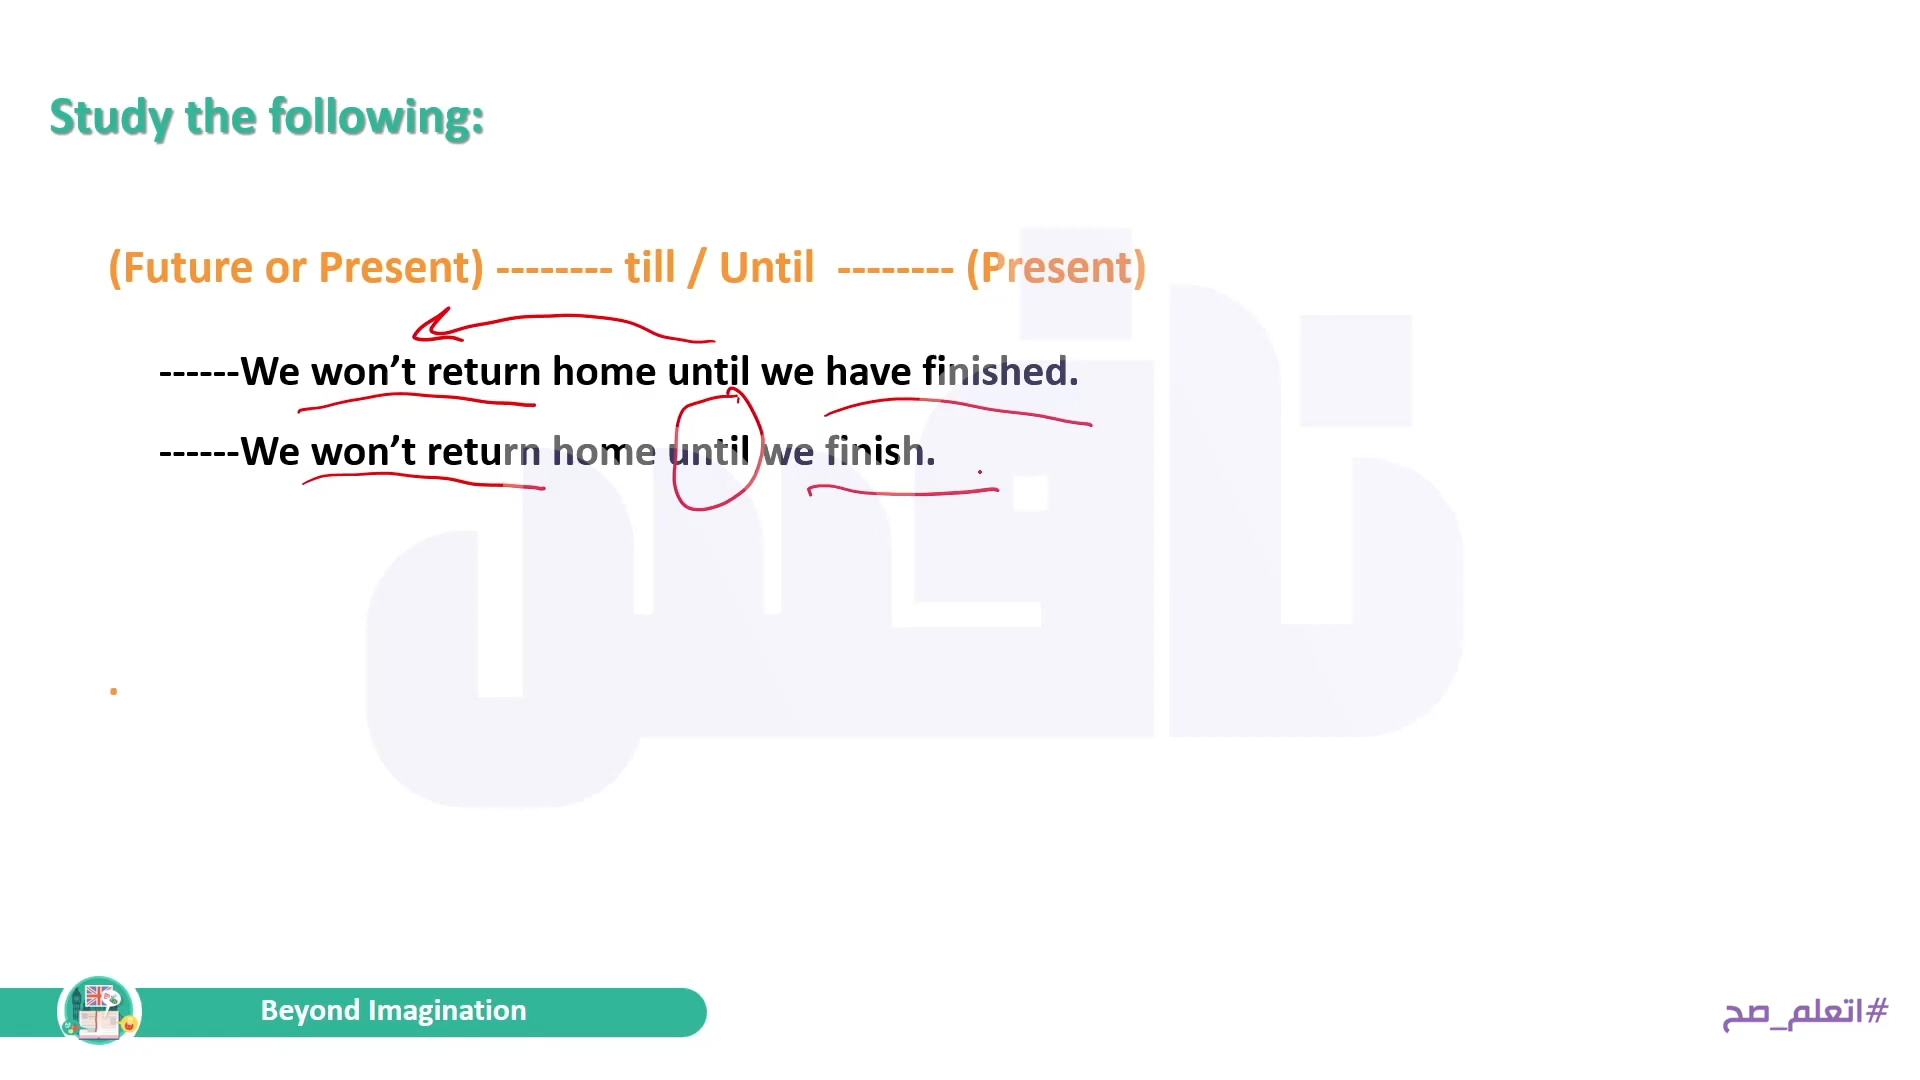 Study the following:
(Future or Present) -------- till / Until -------- (Present)
------We won’t return home until we have finished.
------We won’t return home until we finish.
.
Beyond Imagination
#اتعلم_صح
نافس